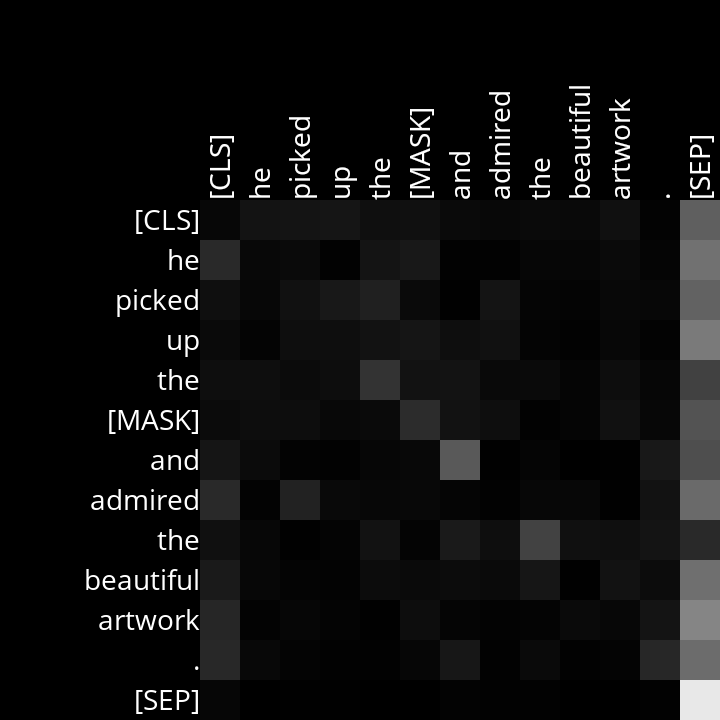 [CLS] he picked up the [MASK] and admired the beautiful artwork . [SEP]
[CLS]
he
picked
up
the
[MASK]
and
admired
the
beautiful
artwork
.
[SEP]